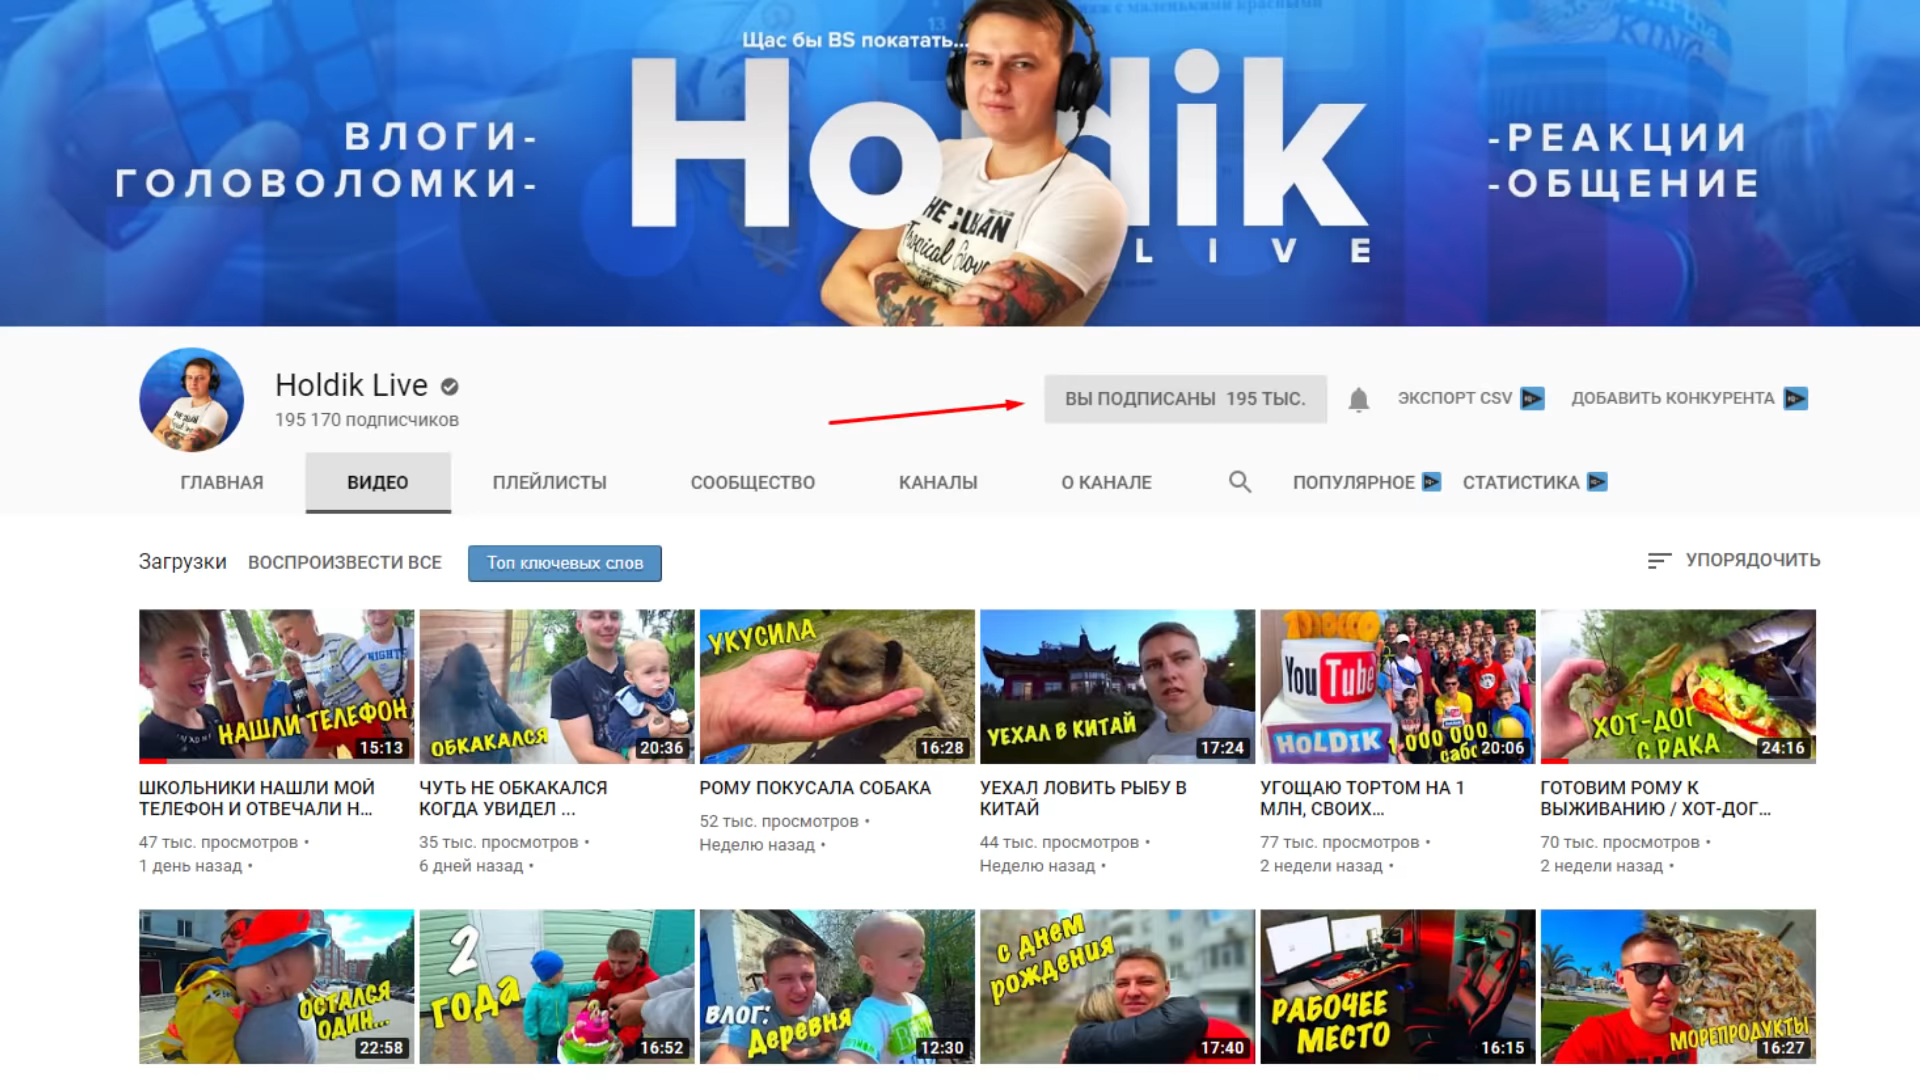 Щас бы BS покатать...
ВЛОГИ-
ГОЛОВОЛОМКИ-
Holdik
LIVE
-РЕАКЦИИ
-ОБЩЕНИЕ
Holdik Live
195 170 подписчиков
ВЫ ПОДПИСАНЫ 195 ТЫС.
ЭКСПОРТ CSV
ДОБАВИТЬ КОНКУРЕНТА
ГЛАВНАЯ
ВИДЕО
ПЛЕЙЛИСТЫ
СООБЩЕСТВО
КАНАЛЫ
О КАНАЛЕ
ПОПУЛЯРНОЕ
СТАТИСТИКА
Загрузки
ВОСПРОИЗВЕСТИ ВСЕ
Топ ключевых слов
УПОРЯДОЧИТЬ
НАШЛИ ТЕЛЕФОН
15:13
ОБКАКАЛСЯ
20:36
УКУСИЛА
16:28
УЕХАЛ В КИТАЙ
17:24
YouTube
HOLDIK
1 000 000
сабо
20:06
ХОТ-ДОГ
С РАКА
24:16
ШКОЛЬНИКИ НАШЛИ МОЙ
ТЕЛЕФОН И ОТВЕЧАЛИ Н...
47 тыс. просмотров •
1 день назад •
ЧУТЬ НЕ ОБКАКАЛСЯ
КОГДА УВИДЕЛ ...
35 тыс. просмотров •
6 дней назад •
РОМУ ПОКУСАЛА СОБАКА
52 тыс. просмотров •
Неделю назад •
УЕХАЛ ЛОВИТЬ РЫБУ В
КИТАЙ
44 тыс. просмотров •
Неделю назад •
УГОЩАЮ ТОРТОМ НА 1
МЛН, СВОИХ...
77 тыс. просмотров •
2 недели назад •
ГОТОВИМ РОМУ К
ВЫЖИВАНИЮ / ХОТ-ДОГ...
70 тыс. просмотров •
2 недели назад •
ОСТАЛСЯ
ОДИН...
22:58
2
ГОДА
16:52
ВЛОГ:
Деревня
12:30
С ДНЕМ
рождения
17:40
РАБОЧЕЕ
МЕСТО
16:15
МОРЕПРОДУКТЫ
16:27